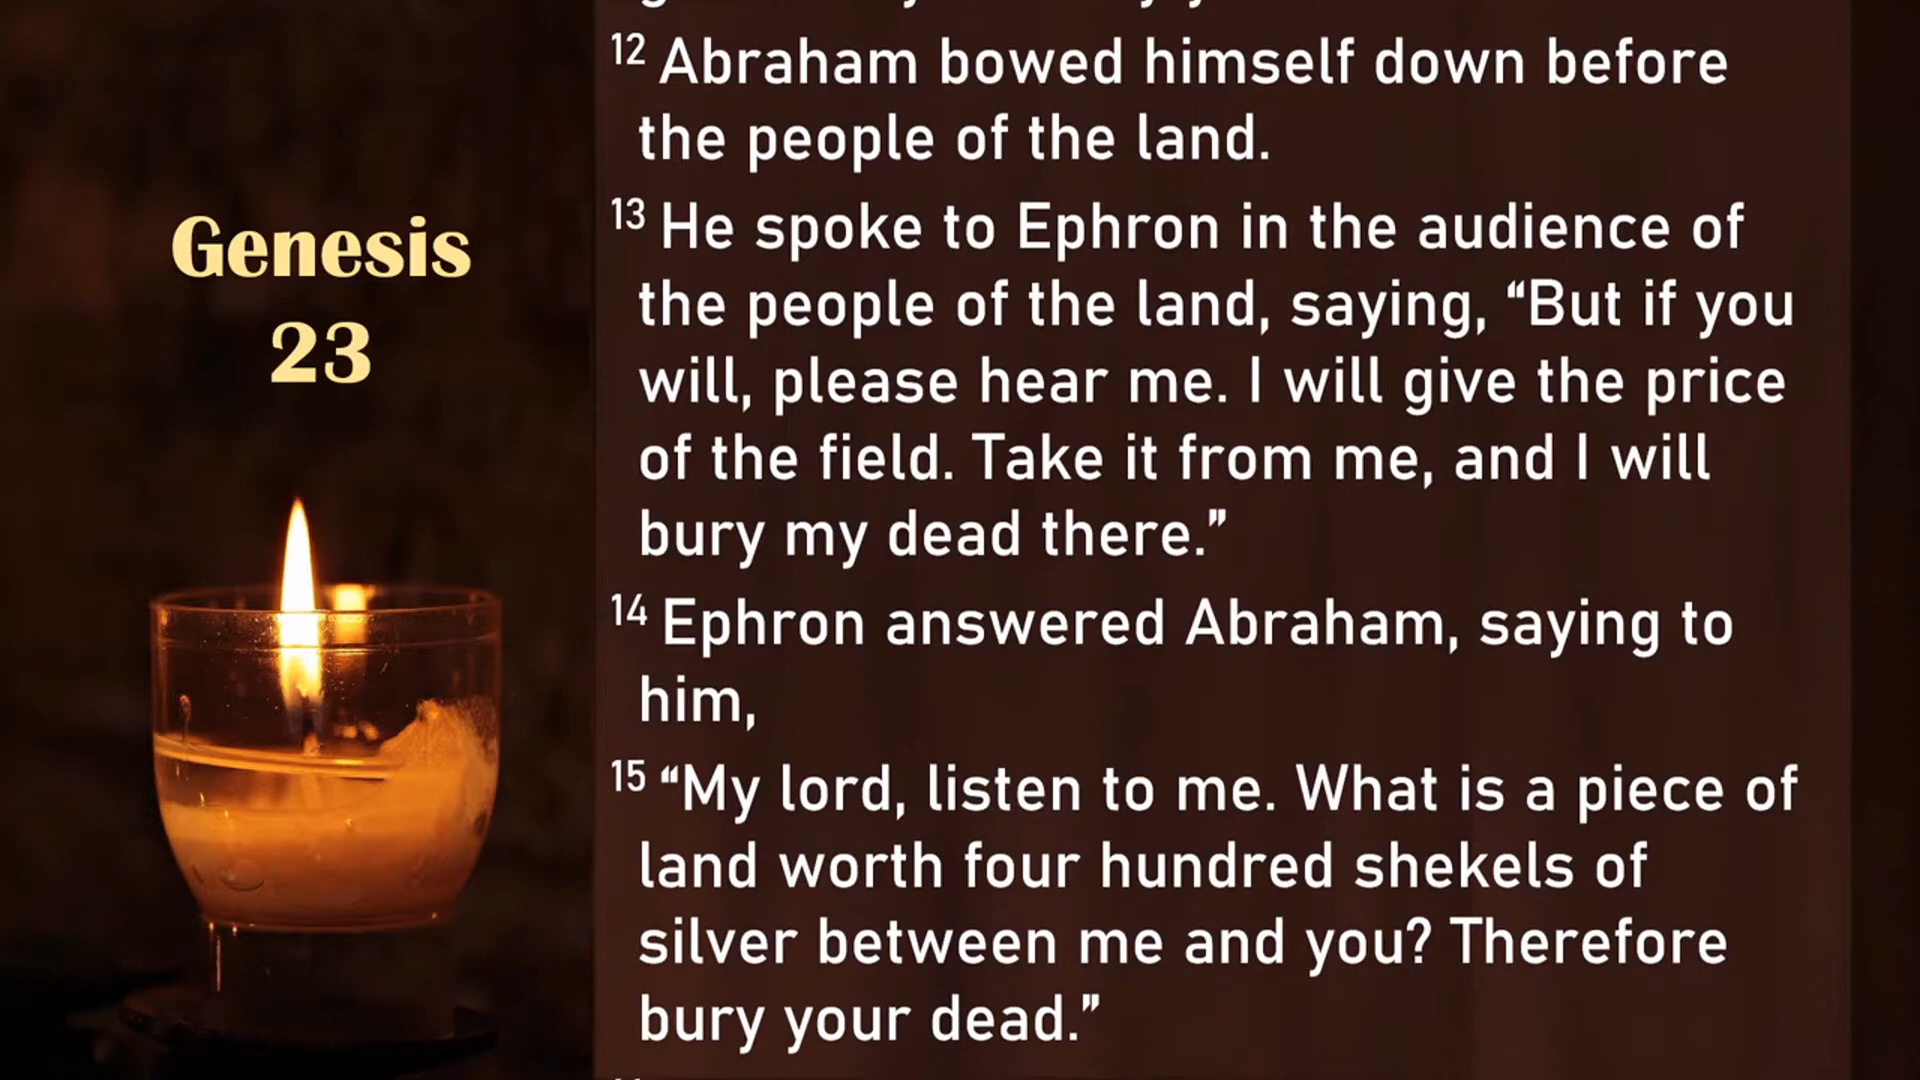 Genesis
23
12 Abraham bowed himself down before
the people of the land.
13 He spoke to Ephron in the audience of
the people of the land, saying, “But if you
will, please hear me. I will give the price
of the field. Take it from me, and I will
bury my dead there.”
14 Ephron answered Abraham, saying to
him,
15 “My lord, listen to me. What is a piece of
land worth four hundred shekels of
silver between me and you? Therefore
bury your dead.”